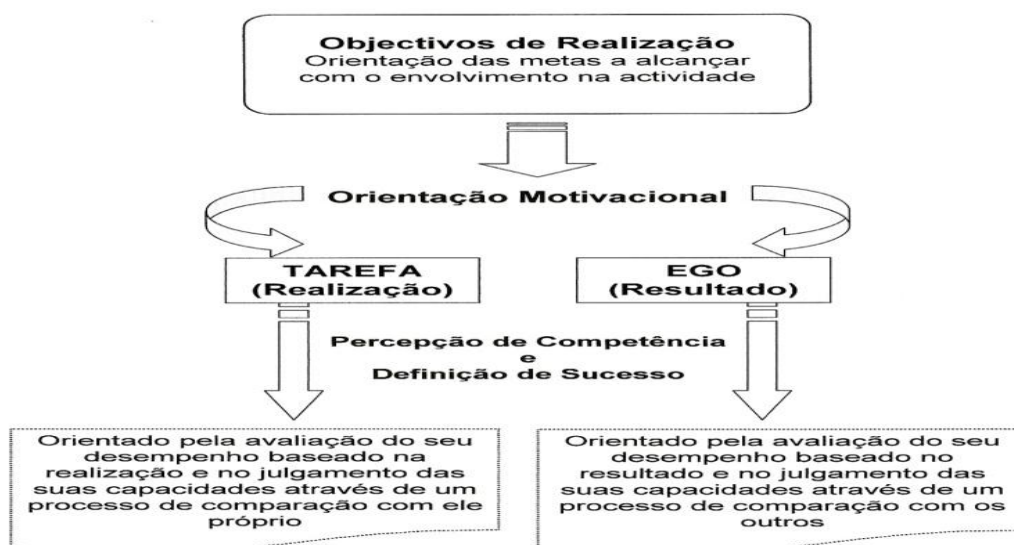 Objectivos de Realização
Orientação das metas a alcançar
com o envolvimento na actividade
Orientação Motivacional
TAREFA
(Realização)
EGO
(Resultado)
Percepção de Competência
e
Definição de Sucesso
Orientado pela avaliação do seu
desempenho baseado na
realização e no julgamento das
suas capacidades através de um
processo de comparação com ele
próprio
Orientado pela avaliação do seu
desempenho baseado no
resultado e no julgamento das
suas capacidades através de um
processo de comparação com os
outros